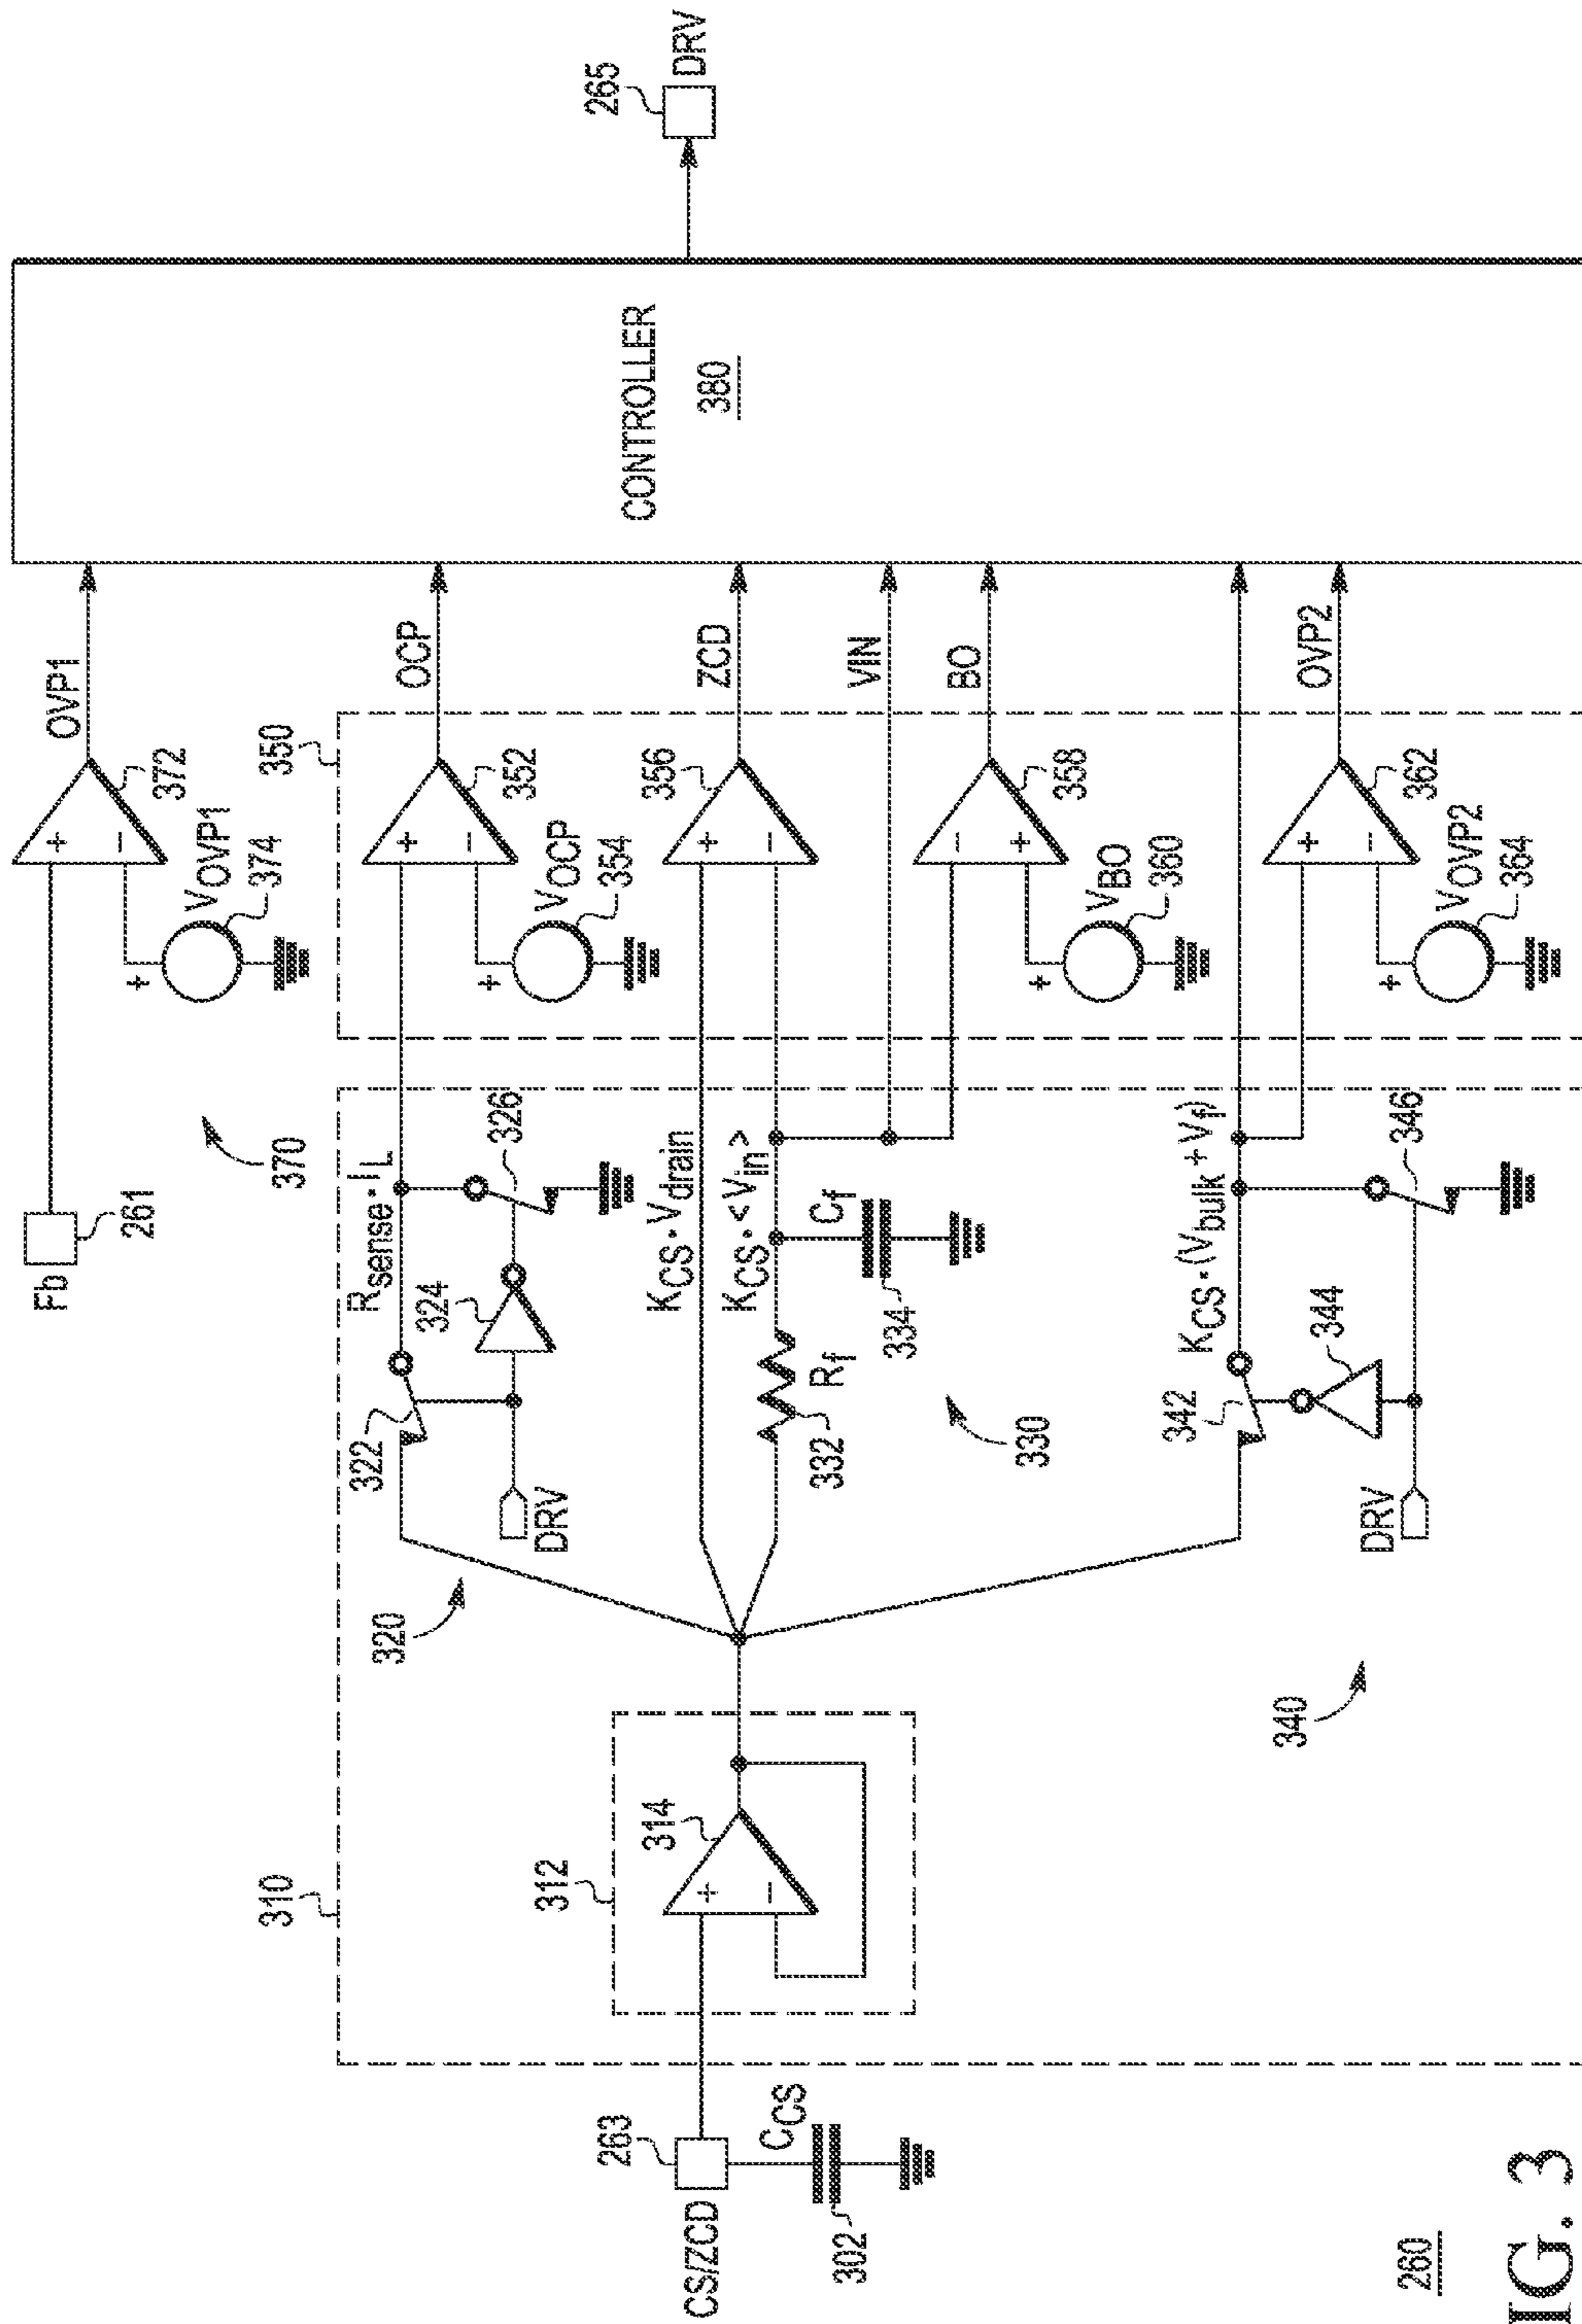 Fb
261
370
+
−
372
OVP1
+
VOVP1
374
310
350
320
322
DRV
324
326
Rsense·IL
+
−
352
OCP
+
VOCP
354
CS/ZCD
263
CCS
302
312
314
+
−
KCS·Vdrain
KCS·<Vin>
332
Rf
334
Cf
330
356
+
−
ZCD
VIN
−
+
358
BO
+
VBO
360
340
342
344
DRV
346
KCS·(Vbulk+Vf)
+
−
362
OVP2
+
VOVP2
364
CONTROLLER
380
265
DRV
260
IG. 3